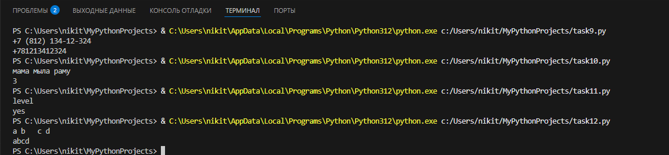 ПРОБЛЕМЫ 2 ВЫХОДНЫЕ ДАННЫЕ КОНСОЛЬ ОТЛАДКИ ТЕРМИНАЛ ПОРТЫ
PS C:\Users\nikit\MyPythonProjects> & C:\Users\nikit\AppData\Local\Programs\Python\Python312\python.exe c:/Users/nikit/MyPythonProjects/task9.py
+7 (812) 134-12-324
+781213412324
PS C:\Users\nikit\MyPythonProjects> & C:\Users\nikit\AppData\Local\Programs\Python\Python312\python.exe c:/Users/nikit/MyPythonProjects/task10.py
мама мыла раму
3
PS C:\Users\nikit\MyPythonProjects> & C:\Users\nikit\AppData\Local\Programs\Python\Python312\python.exe c:/Users/nikit/MyPythonProjects/task11.py
level
yes
PS C:\Users\nikit\MyPythonProjects> & C:\Users\nikit\AppData\Local\Programs\Python\Python312\python.exe c:/Users/nikit/MyPythonProjects/task12.py
a b   c d
abcd
PS C:\Users\nikit\MyPythonProjects>